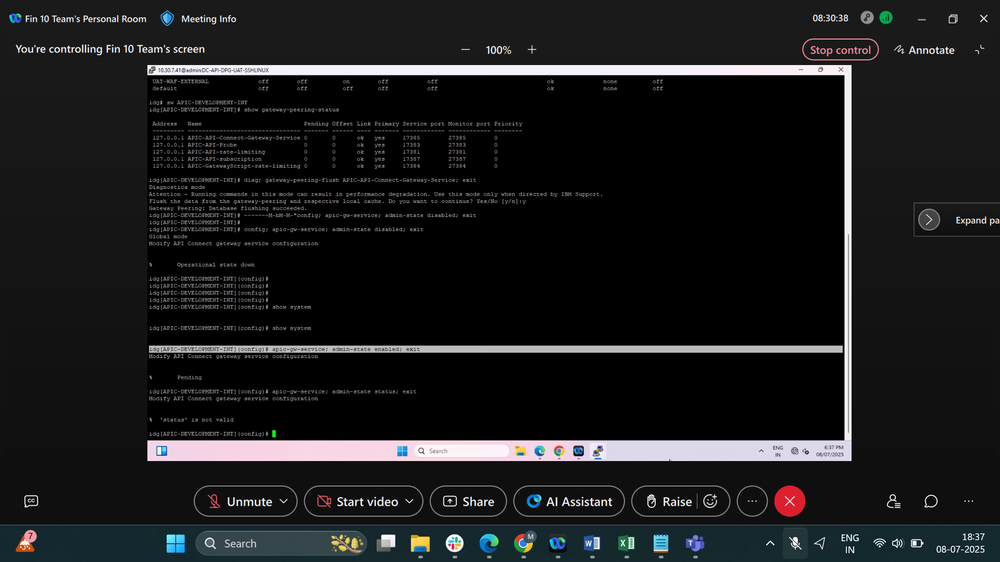 Fin 10 Team's Personal Room
Meeting Info
08:30:38
You're controlling Fin 10 Team's screen
100%
Stop control
Annotate
10.30.7.41@admin:DC-API-DPG-UAT-SSHLINUX
UAT-WAF-EXTERNAL off off on off off ok none off
default off off off off off ok none off
idg# sw APIC-DEVELOPMENT-INT
idg[APIC-DEVELOPMENT-INT]# show gateway-peering-status
Address Name Pending Offset Link Primary Service port Monitor port Priority
--------- -------------------------------- ------- ------ ---- ------- ------------ ------------ --------
127.0.0.1 APIC-API-Connect-Gateway-Service 0 0 ok yes 17385 27385 0
127.0.0.1 APIC-API-Probe 0 0 ok yes 17383 27383 0
127.0.0.1 APIC-API-rate-limiting 0 0 ok yes 17381 27381 0
127.0.0.1 APIC-API-subscription 0 0 ok yes 17387 27387 0
127.0.0.1 APIC-GatewayScript-rate-limiting 0 0 ok yes 17384 27384 0
idg[APIC-DEVELOPMENT-INT]# diag; gateway-peering-flush APIC-API-Connect-Gateway-Service; exit
Diagnostics mode
Attention - Running commands in this mode can result in performance degradation. Use this mode only when directed by IBM Support.
Flush the data from the gateway-peering and respective local cache. Do you want to continue? Yes/No [y/n]:y
Gateway Peering: Database flushing succeeded.
idg[APIC-DEVELOPMENT-INT]# ~~~~~~~M-bM-M-"config; apic-gw-service; admin-state disabled; exit
idg[APIC-DEVELOPMENT-INT]#
idg[APIC-DEVELOPMENT-INT]# config; apic-gw-service; admin-state disabled; exit
Global mode
Modify API Connect gateway service configuration
% Operational state down
idg[APIC-DEVELOPMENT-INT](config)#
idg[APIC-DEVELOPMENT-INT](config)#
idg[APIC-DEVELOPMENT-INT](config)#
idg[APIC-DEVELOPMENT-INT](config)#
idg[APIC-DEVELOPMENT-INT](config)# show system
idg[APIC-DEVELOPMENT-INT](config)# show system
idg[APIC-DEVELOPMENT-INT](config)# apic-gw-service; admin-state enabled; exit
Modify API Connect gateway service configuration
% Pending
idg[APIC-DEVELOPMENT-INT](config)# apic-gw-service; admin-state status; exit
Modify API Connect gateway service configuration
% 'status' is not valid
idg[APIC-DEVELOPMENT-INT](config)#
Expand pa
Search
ENG
IN
6:37 PM
08/07/2025
CC
Unmute
Start video
Share
AI Assistant
Raise
7
Search
M
ENG
IN
18:37
08-07-2025